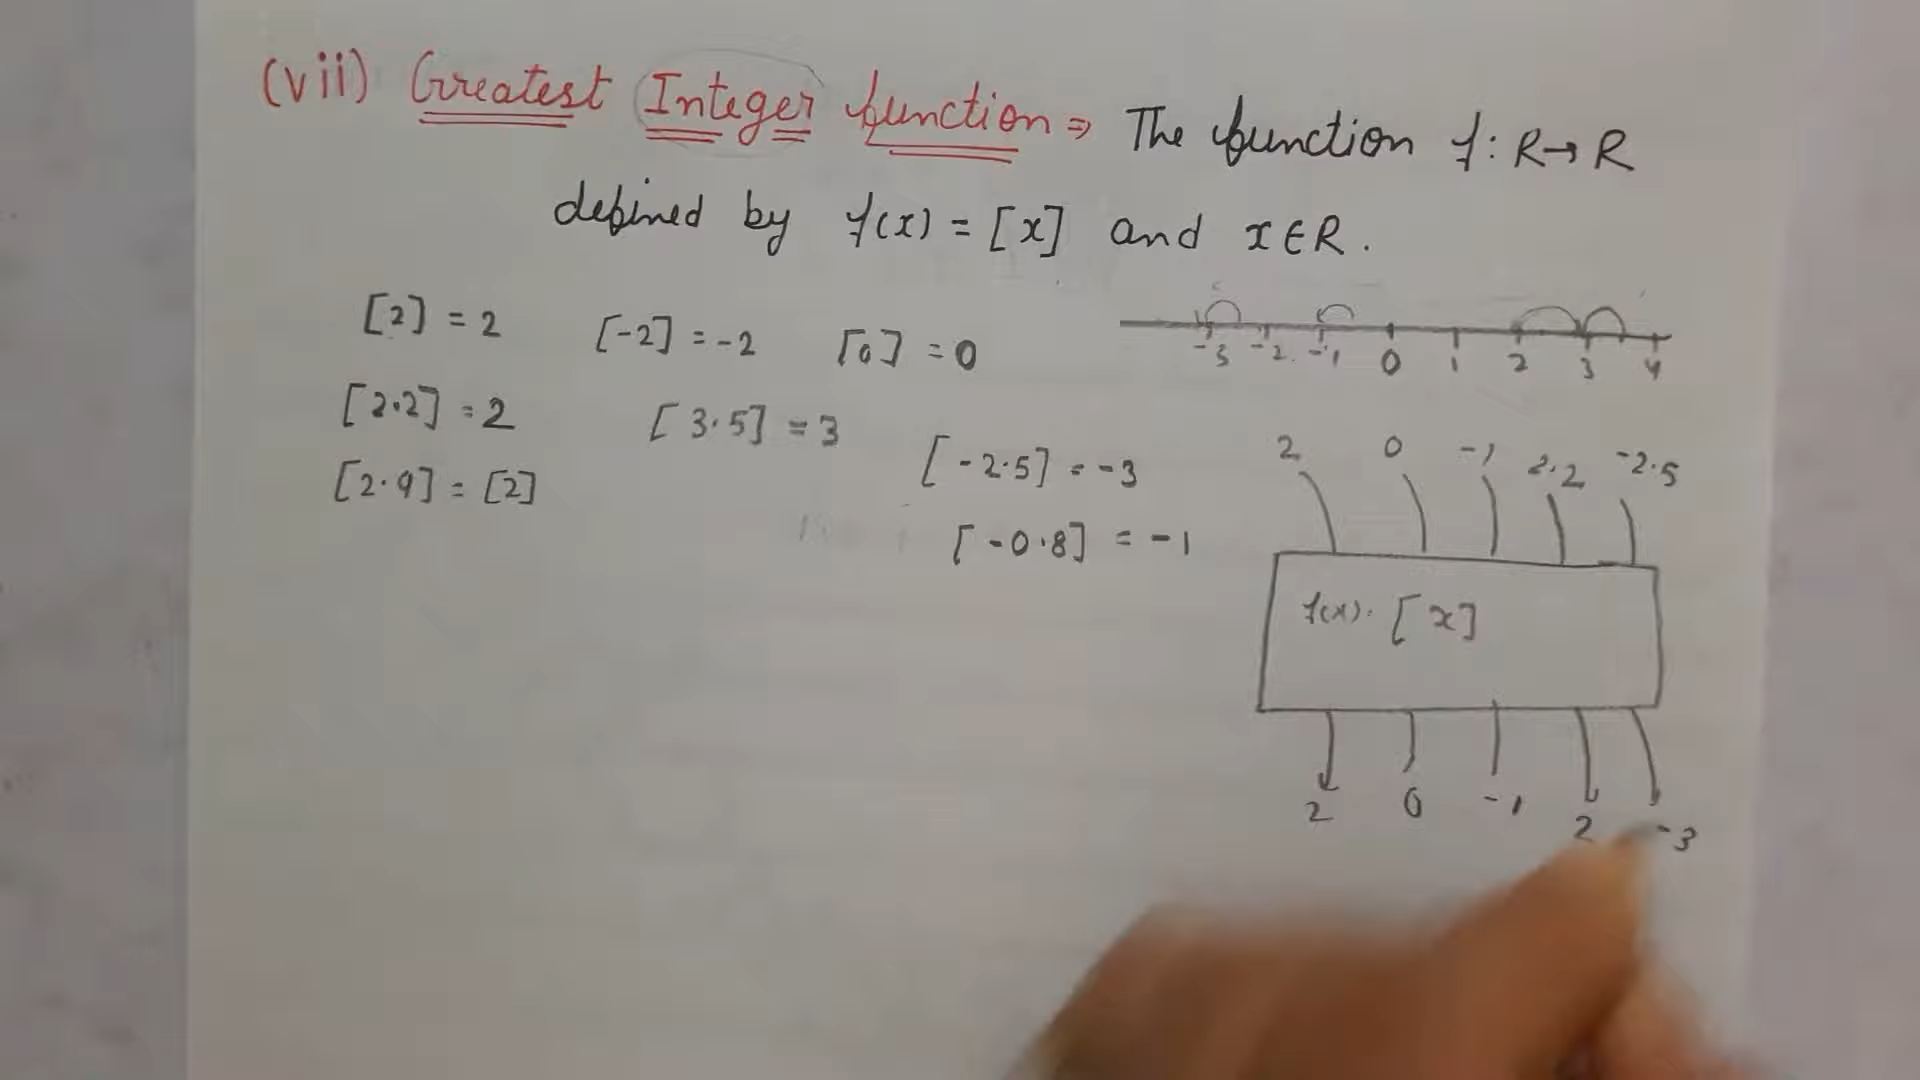 (vii) Greatest Integer function ⇒ The function f: R→R
defined by f(x) = [x] and x∈R.
[2] = 2 [-2] = -2 [0] = 0
-3 -2 -1 0 1 2 3 4
[2.2] = 2 [3.5] = 3
[2.9] = [2] [-2.5] = -3
[-0.8] = -1
2 0 -1 2.2 -2.5
f(x). [x]
2 0 -1 2 -3